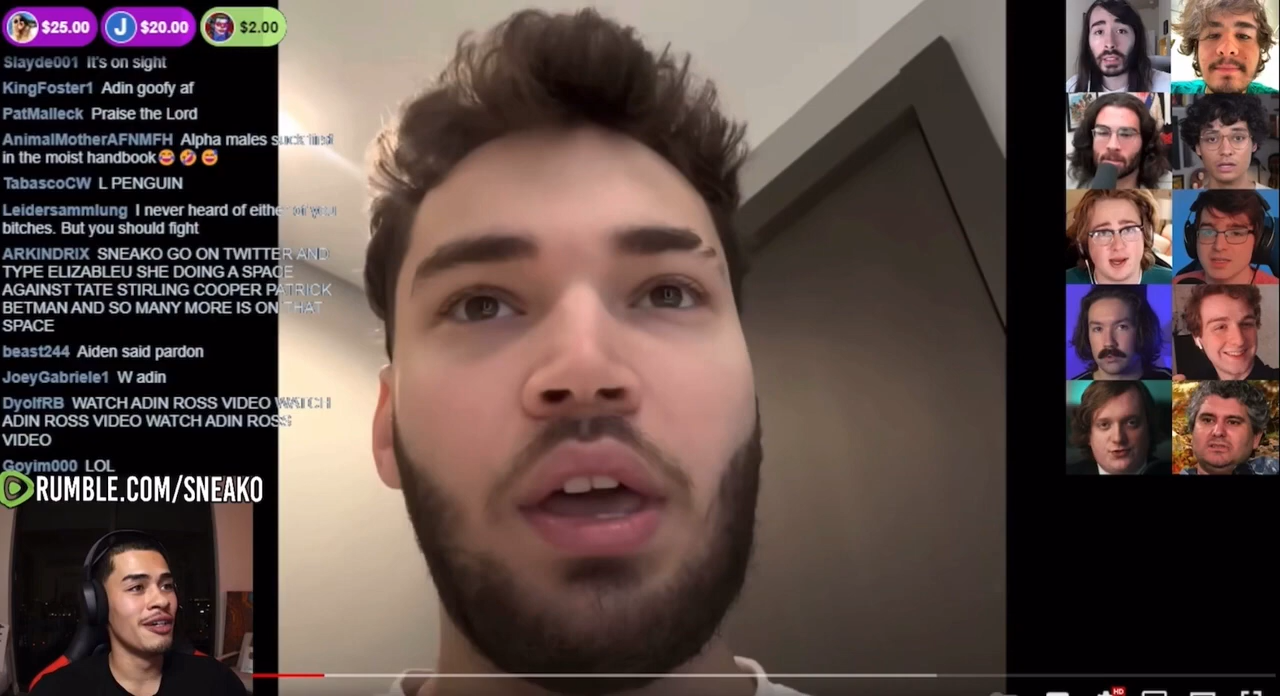 $25.00 J $20.00 $2.00
Slayde001 It's on sight
KingFoster1 Adin goofy af
PatMalleck Praise the Lord
AnimalMotherAFNMFH Alpha males suck
in the moist handbook
TabascoCW L PENGUIN
Leidersammlung I never heard of either of you
bitches. But you should fight
ARKINDRIX SNEAKO GO ON TWITTER AND
TYPE ELIZABLEU SHE DOING A SPACE
AGAINST TATE STIRLING COOPER PATRICK
BETMAN AND SO MANY MORE IS ON THAT
SPACE
beast244 Aiden said pardon
JoeyGabriele1 W adin
DyolfRB WATCH ADIN ROSS VIDEO WATCH
ADIN ROSS VIDEO WATCH ADIN ROSS
VIDEO
Goyim000 LOL
RUMBLE.COM/SNEAKO
HD